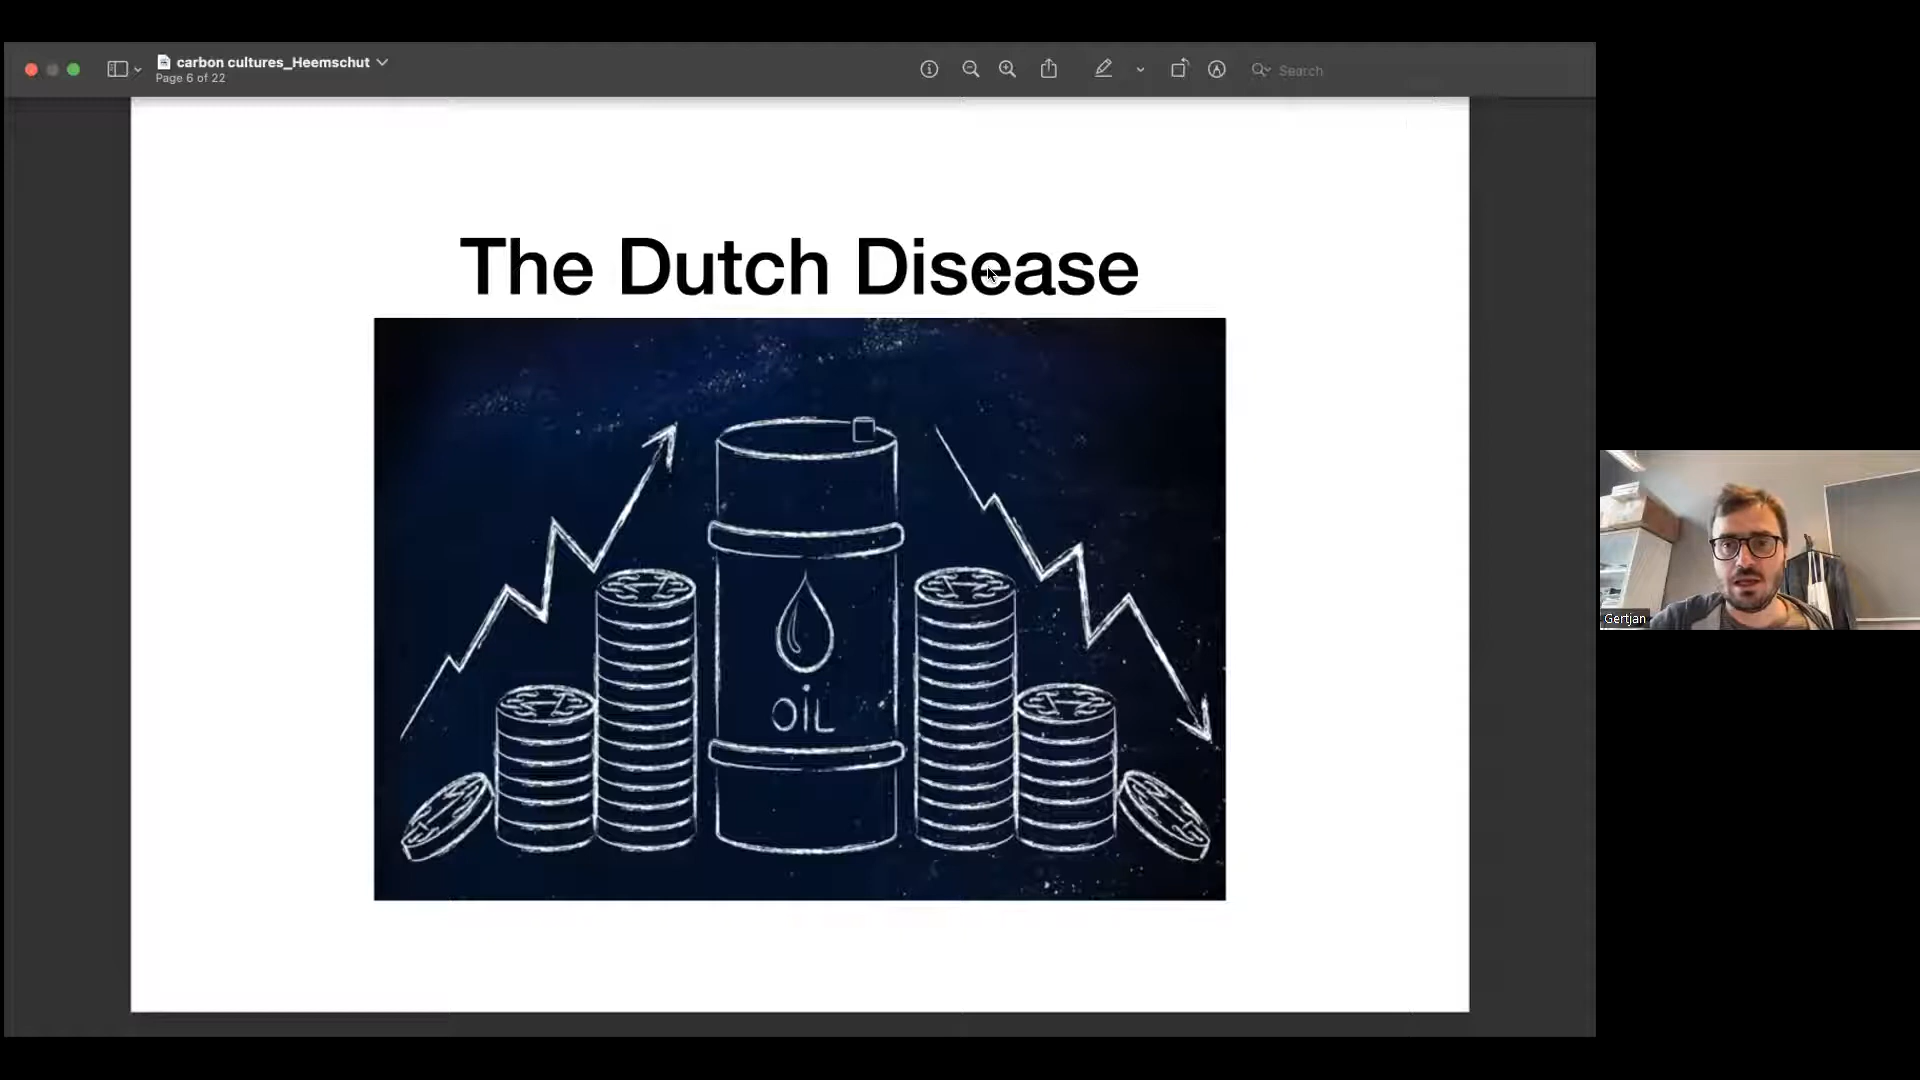 carbon cultures_Heemschut
Page 6 of 22
Search
The Dutch Disease
OiL
Gertjan